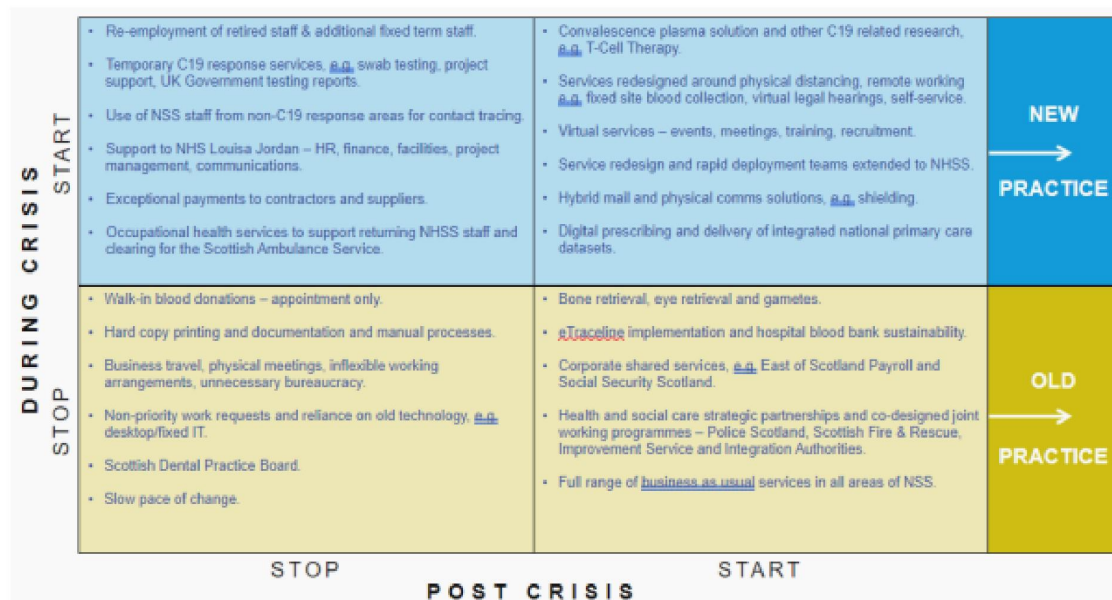 • Re-employment of retired staff & additional fixed term staff.
• Temporary C19 response services, e.g. swab testing, project
support, UK Government testing reports.
• Use of NSS staff from non-C19 response areas for contact tracing.
• Support to NHS Louisa Jordan – HR, finance, facilities, project
management, communications.
• Exceptional payments to contractors and suppliers.
• Occupational health services to support returning NHSS staff and
clearing for the Scottish Ambulance Service.
• Convalescence plasma solution and other C19 related research,
e.g. T-Cell Therapy.
• Services redesigned around physical distancing, remote working
e.g. fixed site blood collection, virtual legal hearings, self-service.
• Virtual services – events, meetings, training, recruitment.
• Service redesign and rapid deployment teams extended to NHSS.
• Hybrid mail and physical comms solutions, e.g. shielding.
• Digital prescribing and delivery of integrated national primary care
datasets.
NEW
PRACTICE
DURING CRISIS
START
STOP
• Walk-in blood donations – appointment only.
• Hard copy printing and documentation and manual processes.
• Business travel, physical meetings, inflexible working
arrangements, unnecessary bureaucracy.
• Non-priority work requests and reliance on old technology, e.g.
desktop/fixed IT.
• Scottish Dental Practice Board.
• Slow pace of change.
• Bone retrieval, eye retrieval and gametes.
• eTraceline implementation and hospital blood bank sustainability.
• Corporate shared services, e.g. East of Scotland Payroll and
Social Security Scotland.
• Health and social care strategic partnerships and co-designed joint
working programmes – Police Scotland, Scottish Fire & Rescue,
Improvement Service and Integration Authorities.
• Full range of business as usual services in all areas of NSS.
OLD
PRACTICE
STOP
START
POST CRISIS